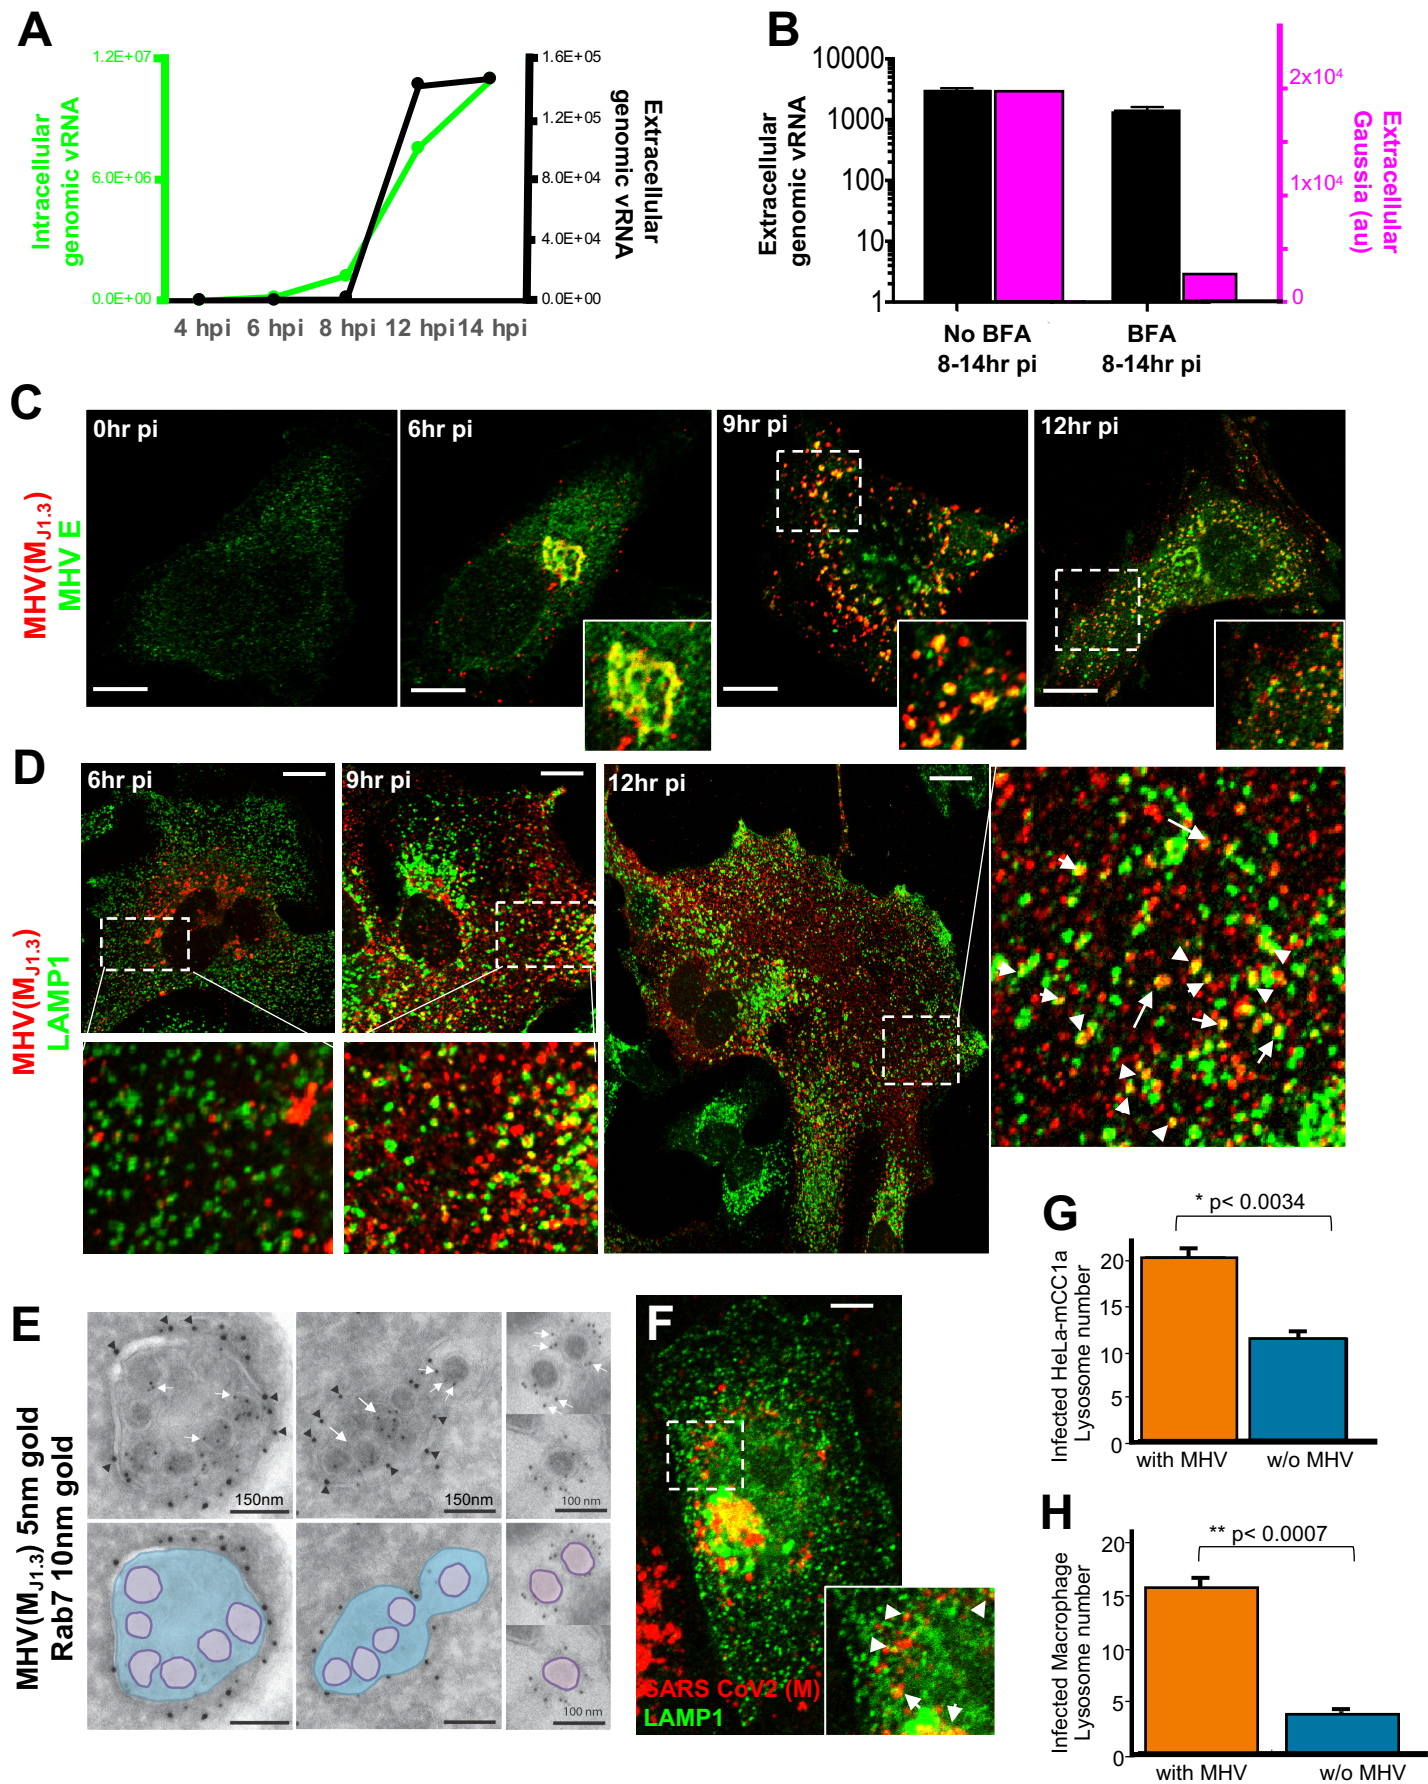 A
1.2E+07
6.0E+06
0.0E+00
Intracellular
genomic vRNA
1.6E+05
1.2E+05
8.0E+04
4.0E+04
0.0E+00
Extracellular
genomic vRNA
4 hpi 6 hpi 8 hpi 12 hpi 14 hpi
B
10000
1000
100
10
1
Extracellular
genomic vRNA
2x10⁴
1x10⁴
0
Extracellular
Gaussia (au)
No BFA
8-14hr pi
BFA
8-14hr pi
C
MHV(M_J1.3)
MHV E
0hr pi
6hr pi
9hr pi
12hr pi
D
MHV(M_J1.3)
LAMP1
6hr pi
9hr pi
12hr pi
E
MHV(M_J1.3) 5nm gold
Rab7 10nm gold
150nm
150nm
100 nm
100 nm
F
SARS CoV2 (M)
LAMP1
G
* p< 0.0034
Infected HeLa-mCC1a
Lysosome number
20
15
10
5
0
with MHV
w/o MHV
H
** p< 0.0007
Infected Macrophage
Lysosome number
20
15
10
5
0
with MHV
w/o MHV